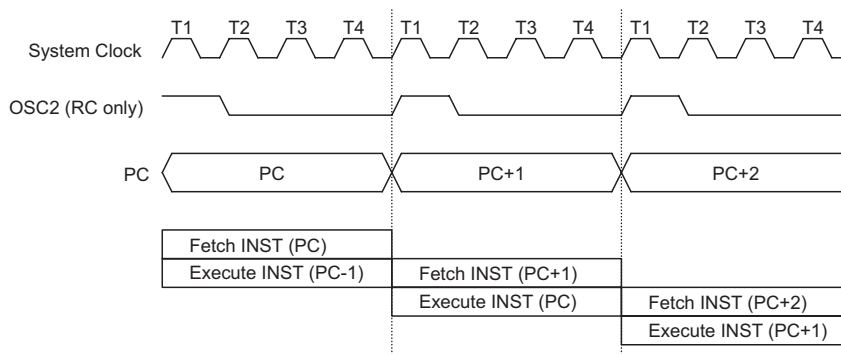 T1 T2 T3 T4 T1 T2 T3 T4 T1 T2 T3 T4
System Clock
OSC2 (RC only)
PC PC PC+1 PC+2
Fetch INST (PC)
Execute INST (PC-1) Fetch INST (PC+1)
Execute INST (PC) Fetch INST (PC+2)
Execute INST (PC+1)